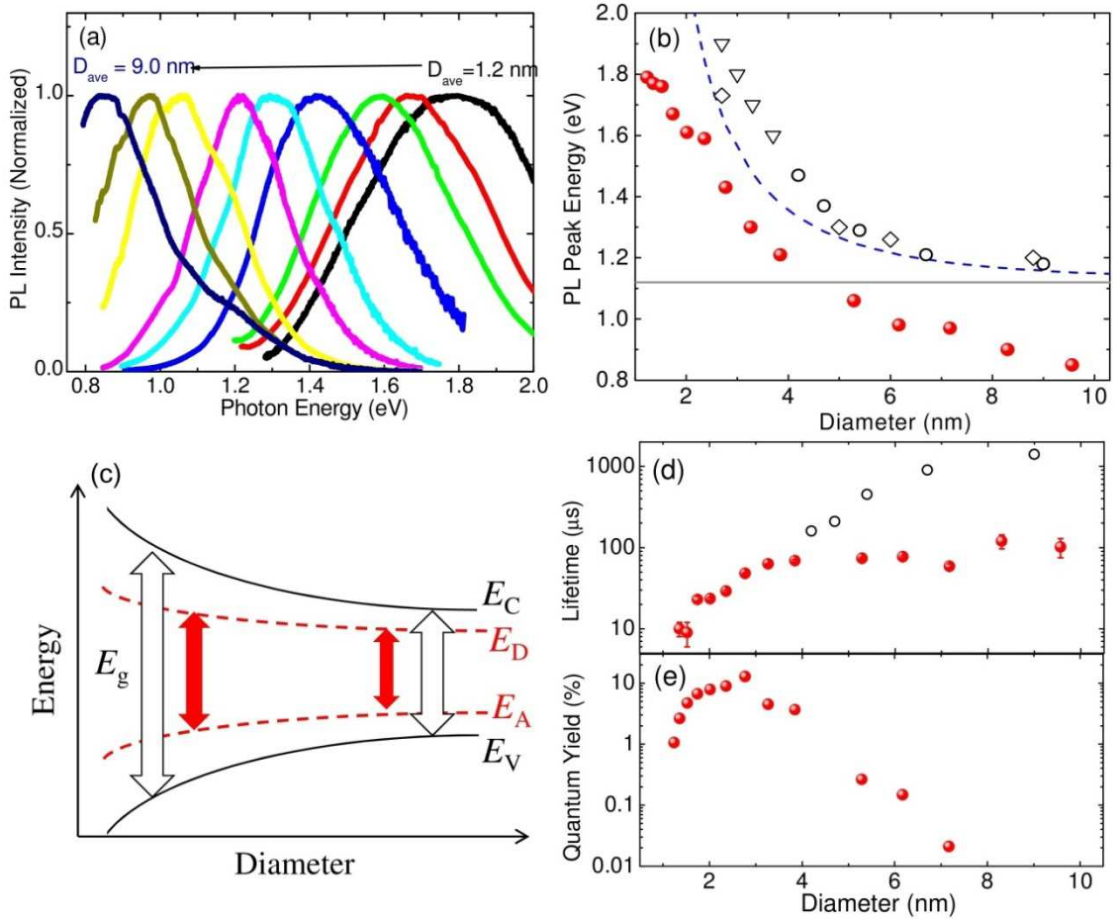 (a)
D_ave = 9.0 nm
D_ave=1.2 nm
PL Intensity (Normalized)
1.0
0.5
0.0
0.8 1.0 1.2 1.4 1.6 1.8 2.0
Photon Energy (eV)
(b)
PL Peak Energy (eV)
2.0
1.8
1.6
1.4
1.2
1.0
0.8
2 4 6 8 10
Diameter (nm)
(c)
Energy
E_g
E_C
E_D
E_A
E_V
Diameter
(d)
Lifetime (μs)
1000
100
10
(e)
Quantum Yield (%)
10
1
0.1
0.01
2 4 6 8 10
Diameter (nm)